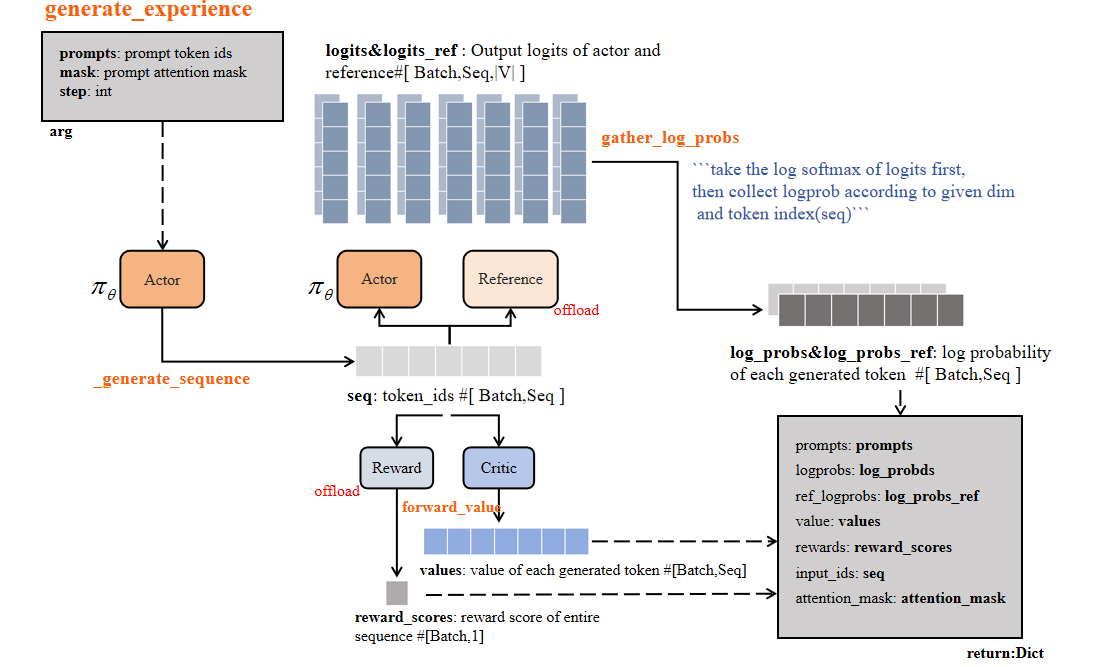 generate_experience
prompts: prompt token ids
mask: prompt attention mask
step: int
arg
logits&logits_ref : Output logits of actor and
reference#[ Batch,Seq,|V| ]
gather_log_probs
```take the log softmax of logits first,
then collect logprob according to given dim
and token index(seq)```
πθ
Actor
πθ
Actor
Reference
offload
_generate_sequence
seq: token_ids #[ Batch,Seq ]
log_probs&log_probs_ref: log probability
of each generated token #[ Batch,Seq ]
Reward
Critic
offload
forward_value
values: value of each generated token #[Batch,Seq]
reward_scores: reward score of entire
sequence #[Batch,1]
prompts: prompts
logprobs: log_probds
ref_logprobs: log_probs_ref
value: values
rewards: reward_scores
input_ids: seq
attention_mask: attention_mask
return:Dict